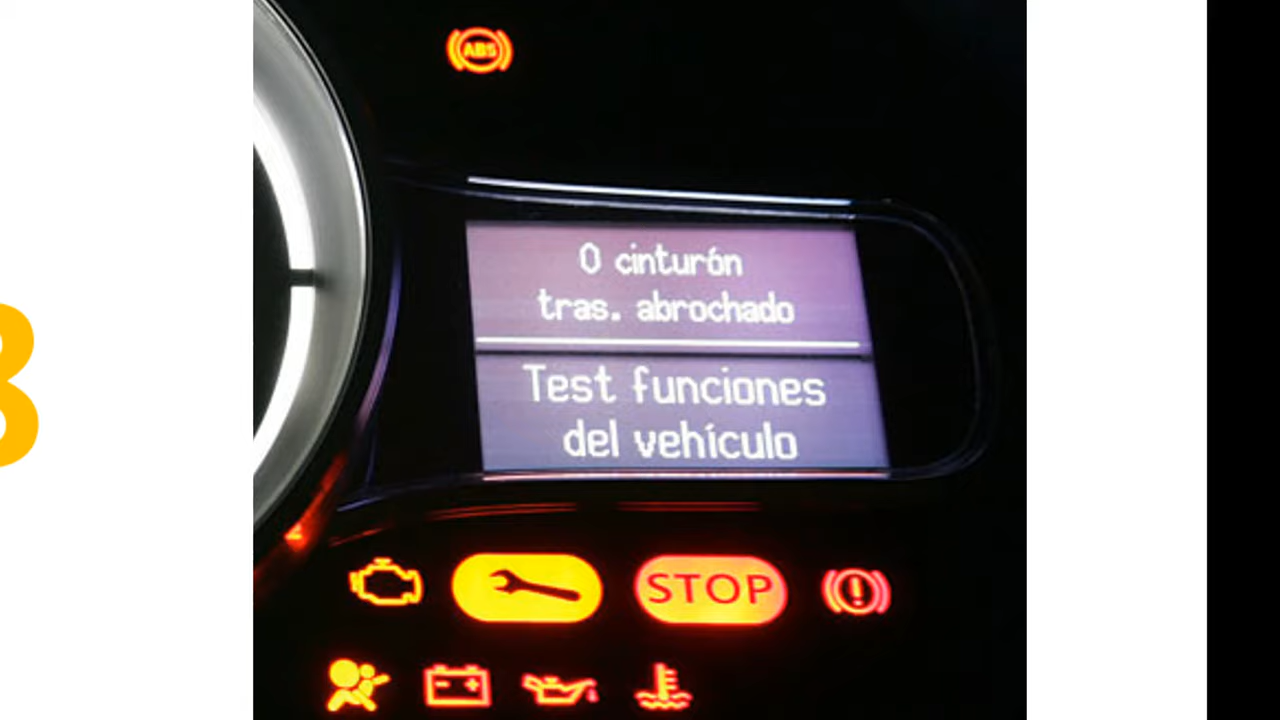 ABS
0 cinturón
tras. abrochado
Test funciones
del vehículo
STOP